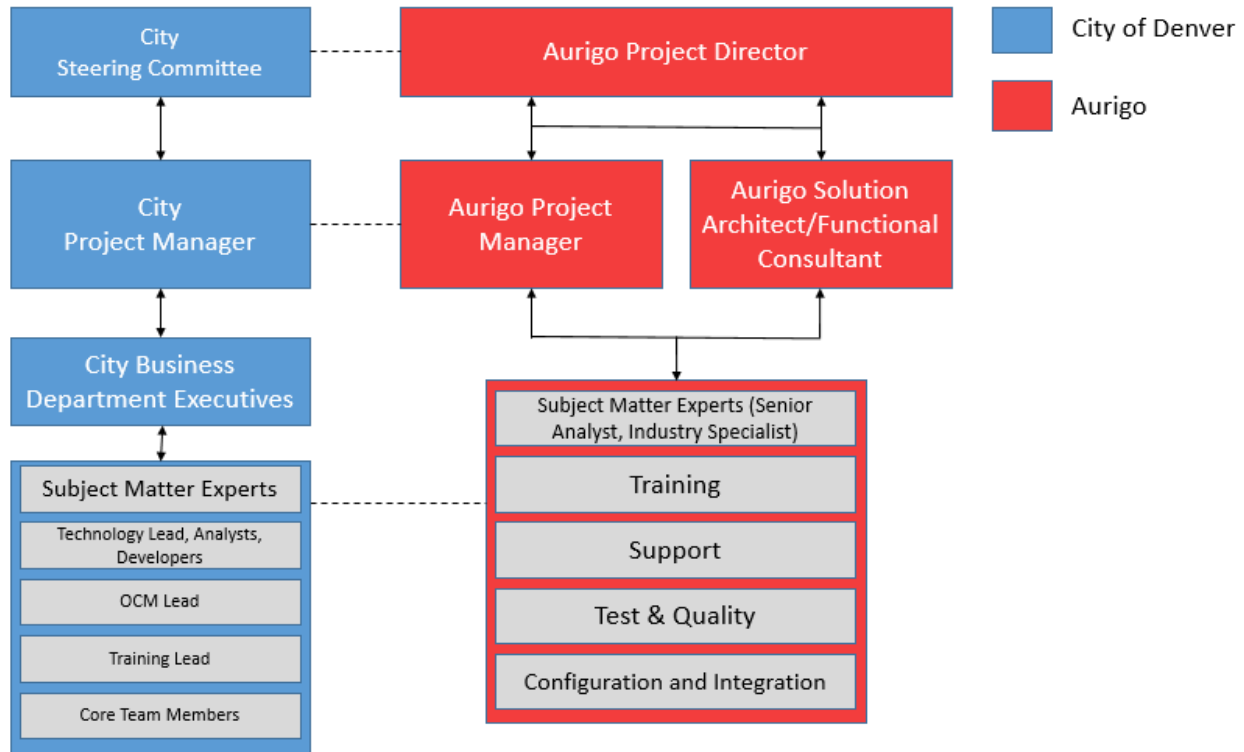 City
Steering Committee
Aurigo Project Director
City of Denver
Aurigo
City
Project Manager
Aurigo Project
Manager
Aurigo Solution
Architect/Functional
Consultant
City Business
Department Executives
Subject Matter Experts
Technology Lead, Analysts,
Developers
OCM Lead
Training Lead
Core Team Members
Subject Matter Experts (Senior
Analyst, Industry Specialist)
Training
Support
Test & Quality
Configuration and Integration